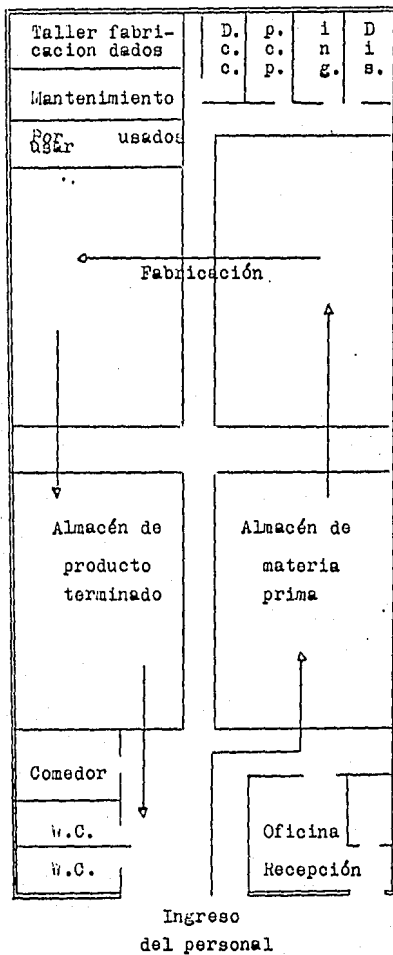 Taller fabri-
cacion dados
D. c. c.
p. c. p.
i n g.
D i s.
Mantenimiento
Por usar
usados
Fabricación
Almacén de
producto
terminado
Almacén de
materia
prima
Comedor
W.C.
W.C.
Oficina
Recepción
Ingreso
del personal